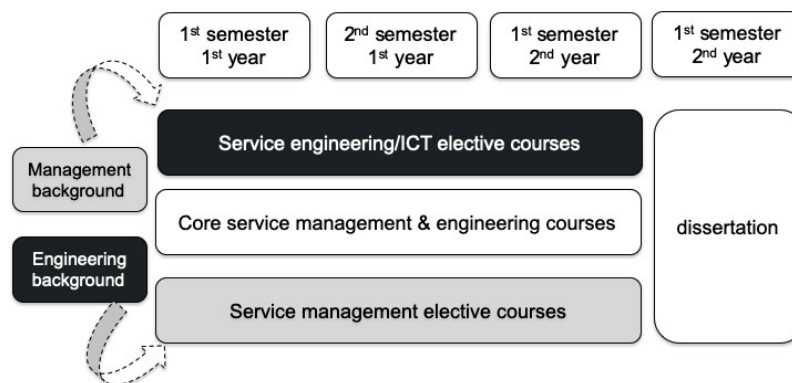 1st semester
1st year
2nd semester
1st year
1st semester
2nd year
1st semester
2nd year
Service engineering/ICT elective courses
Management
background
Core service management & engineering courses
dissertation
Engineering
background
Service management elective courses